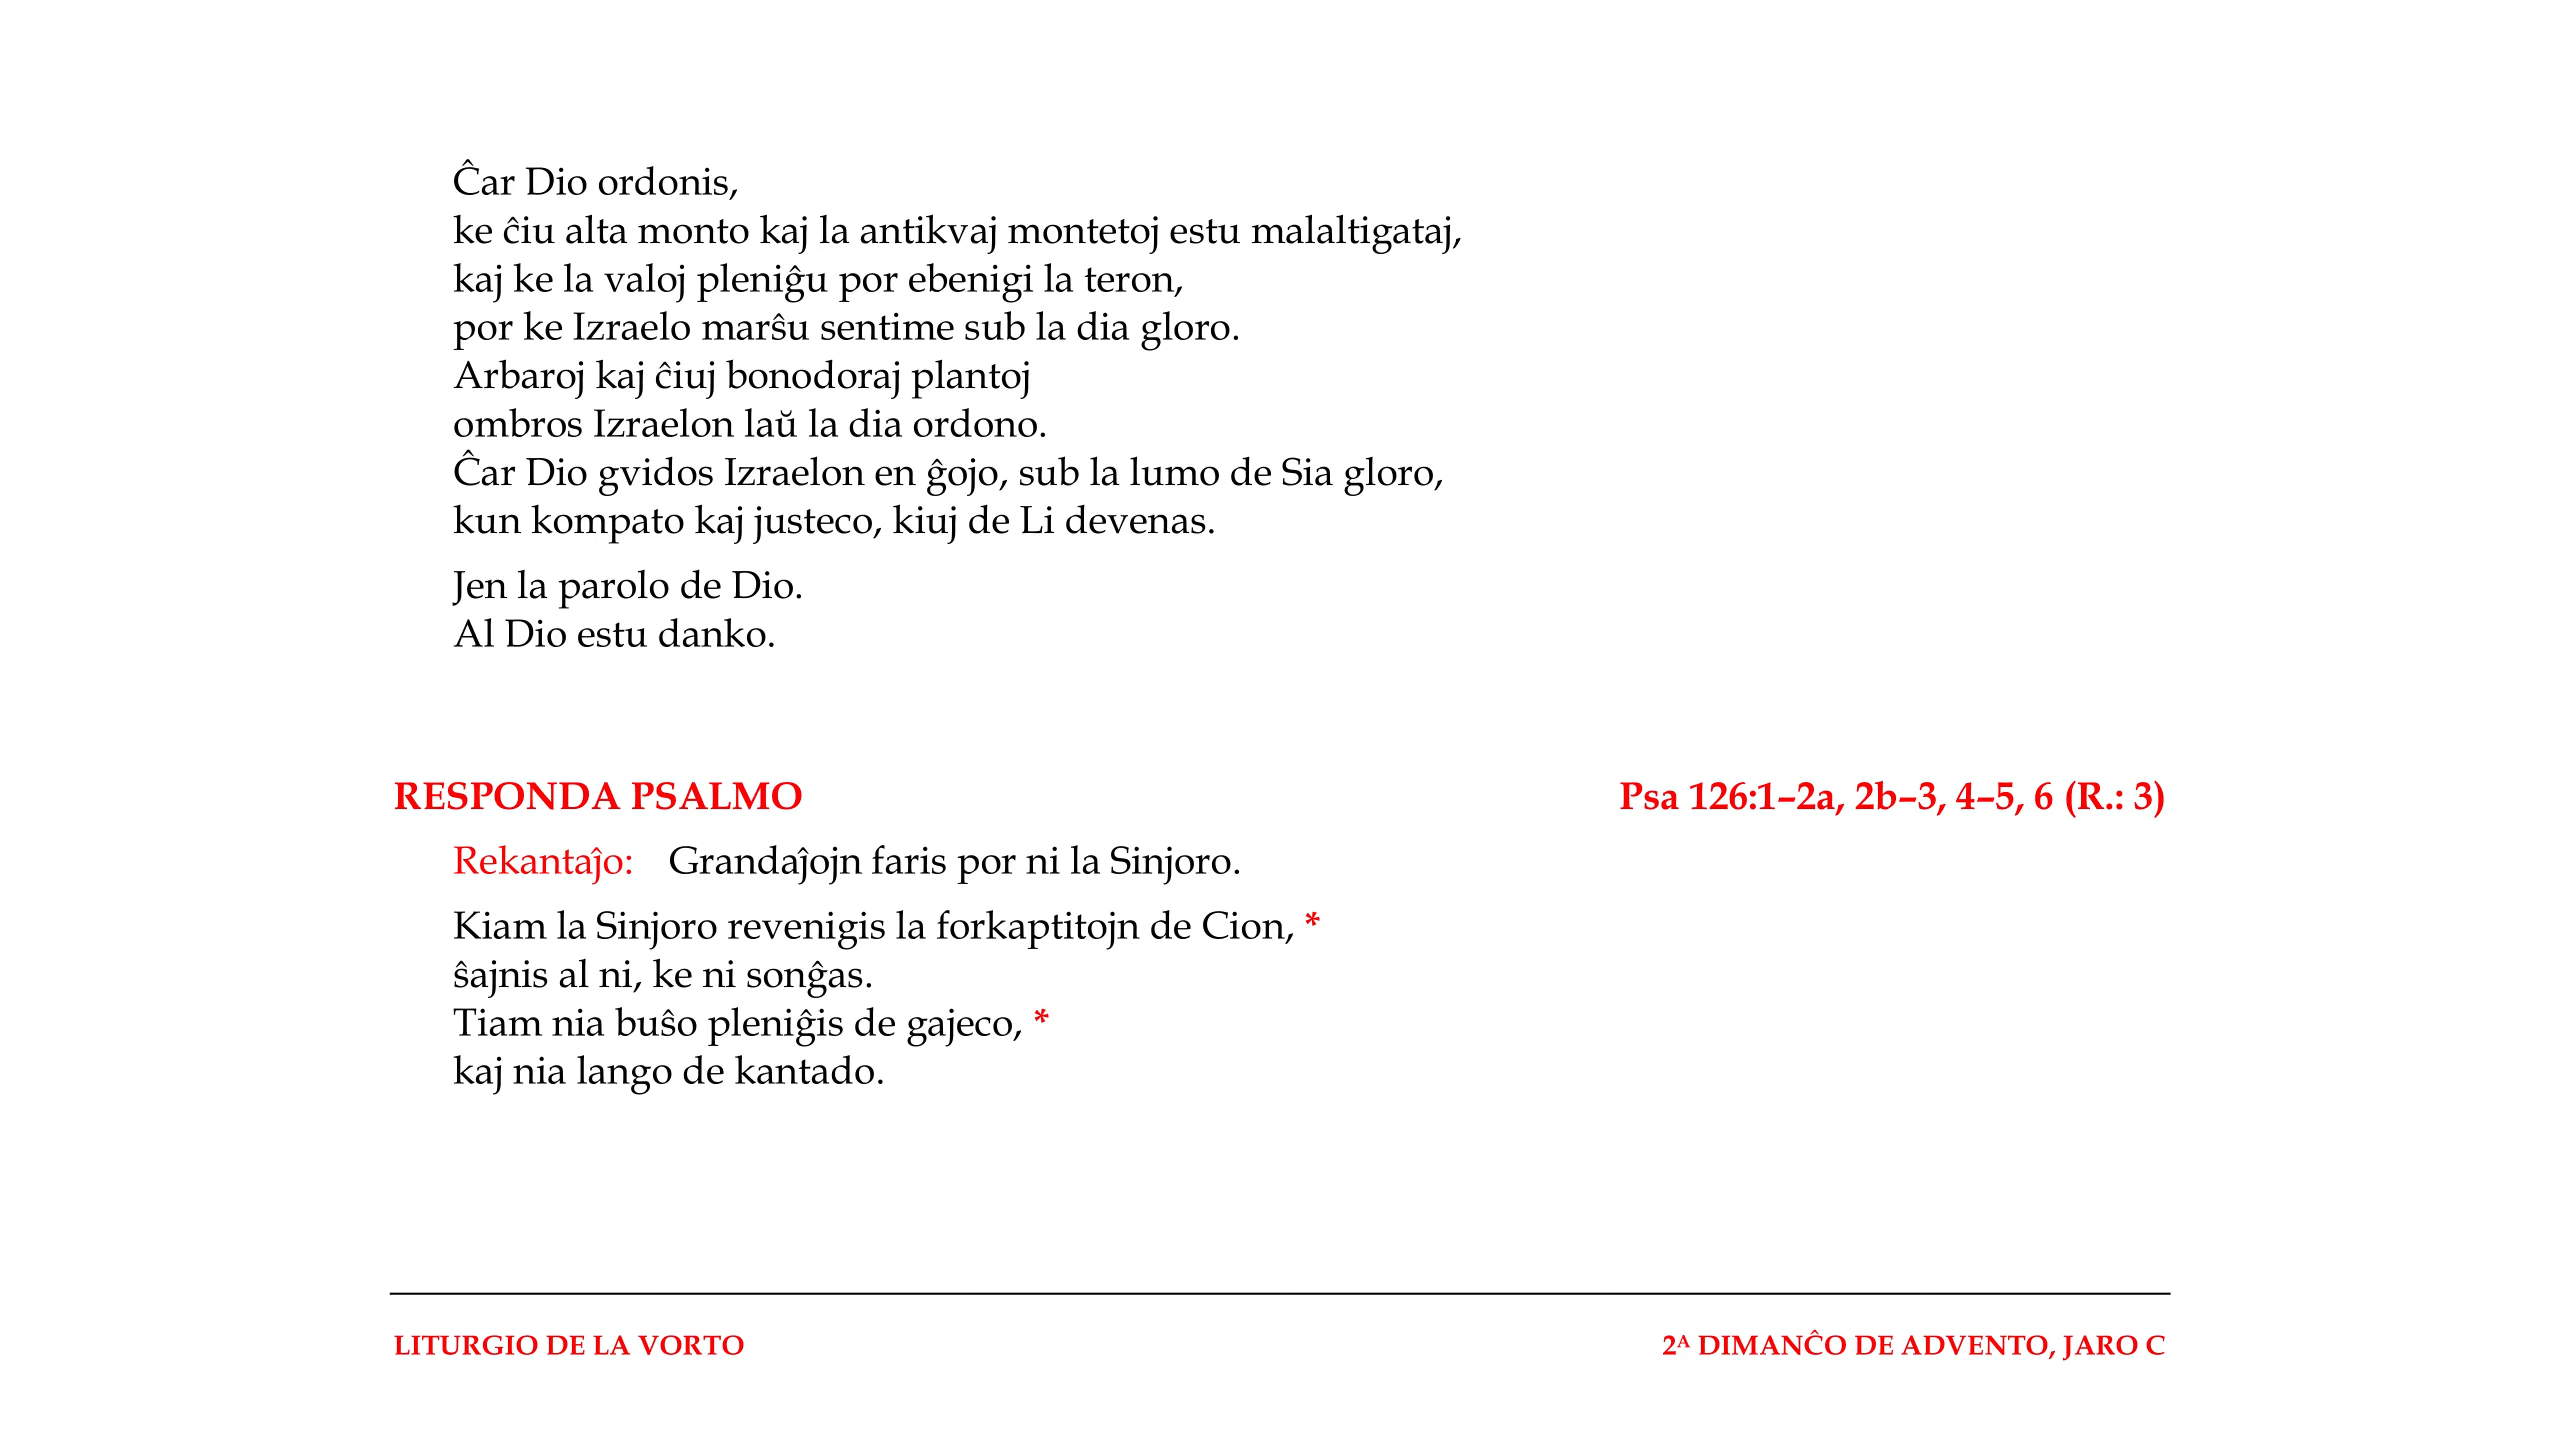 Ĉar Dio ordonis,
ke ĉiu alta monto kaj la antikvaj montetoj estu malaltigataj,
kaj ke la valoj pleniĝu por ebenigi la teron,
por ke Izraelo marŝu sentime sub la dia gloro.
Arbaroj kaj ĉiuj bonodoraj plantoj
ombros Izraelon laŭ la dia ordono.
Ĉar Dio gvidos Izraelon en ĝojo, sub la lumo de Sia gloro,
kun kompato kaj justeco, kiuj de Li devenas.
Jen la parolo de Dio.
Al Dio estu danko.
RESPONDA PSALMO Psa 126:1–2a, 2b–3, 4–5, 6 (R.: 3)
Rekantaĵo: Grandaĵojn faris por ni la Sinjoro.
Kiam la Sinjoro revenigis la forkaptitojn de Cion, *
ŝajnis al ni, ke ni sonĝas.
Tiam nia buŝo pleniĝis de gajeco, *
kaj nia lango de kantado.
LITURGIO DE LA VORTO 2ᴬ DIMANĈO DE ADVENTO, JARO C